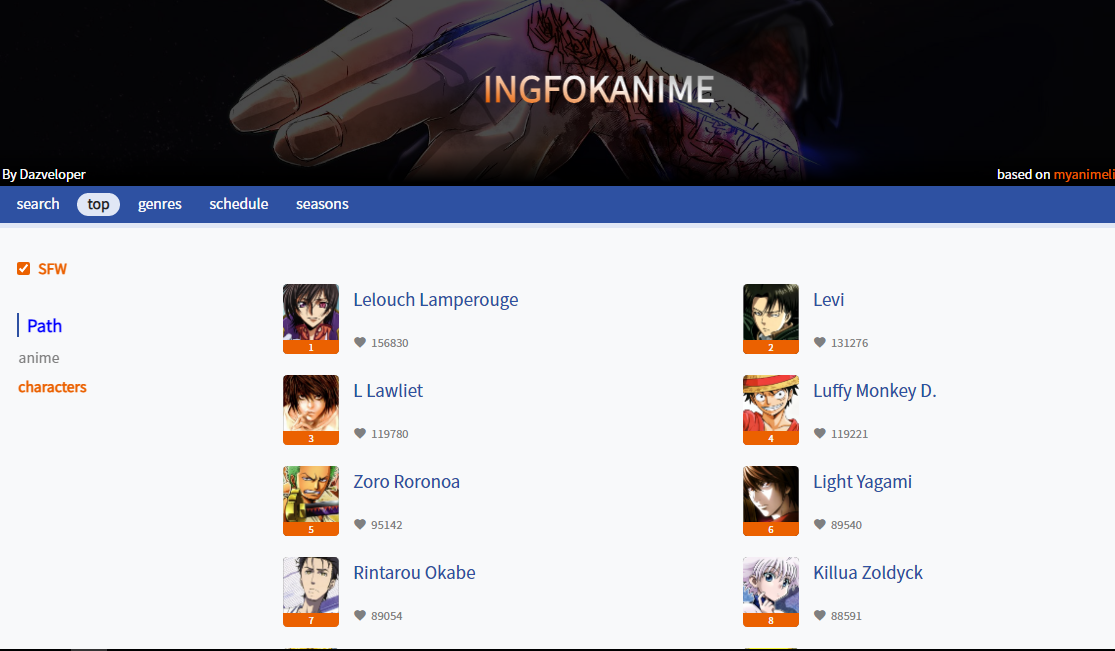 INGFOKANIME
By Dazveloper
based on myanimeli
search
top
genres
schedule
seasons
SFW
Path
anime
characters
Lelouch Lamperouge
156830
1
Levi
131276
2
L Lawliet
119780
3
Luffy Monkey D.
119221
4
Zoro Roronoa
95142
5
Light Yagami
89540
6
Rintarou Okabe
89054
7
Killua Zoldyck
88591
8